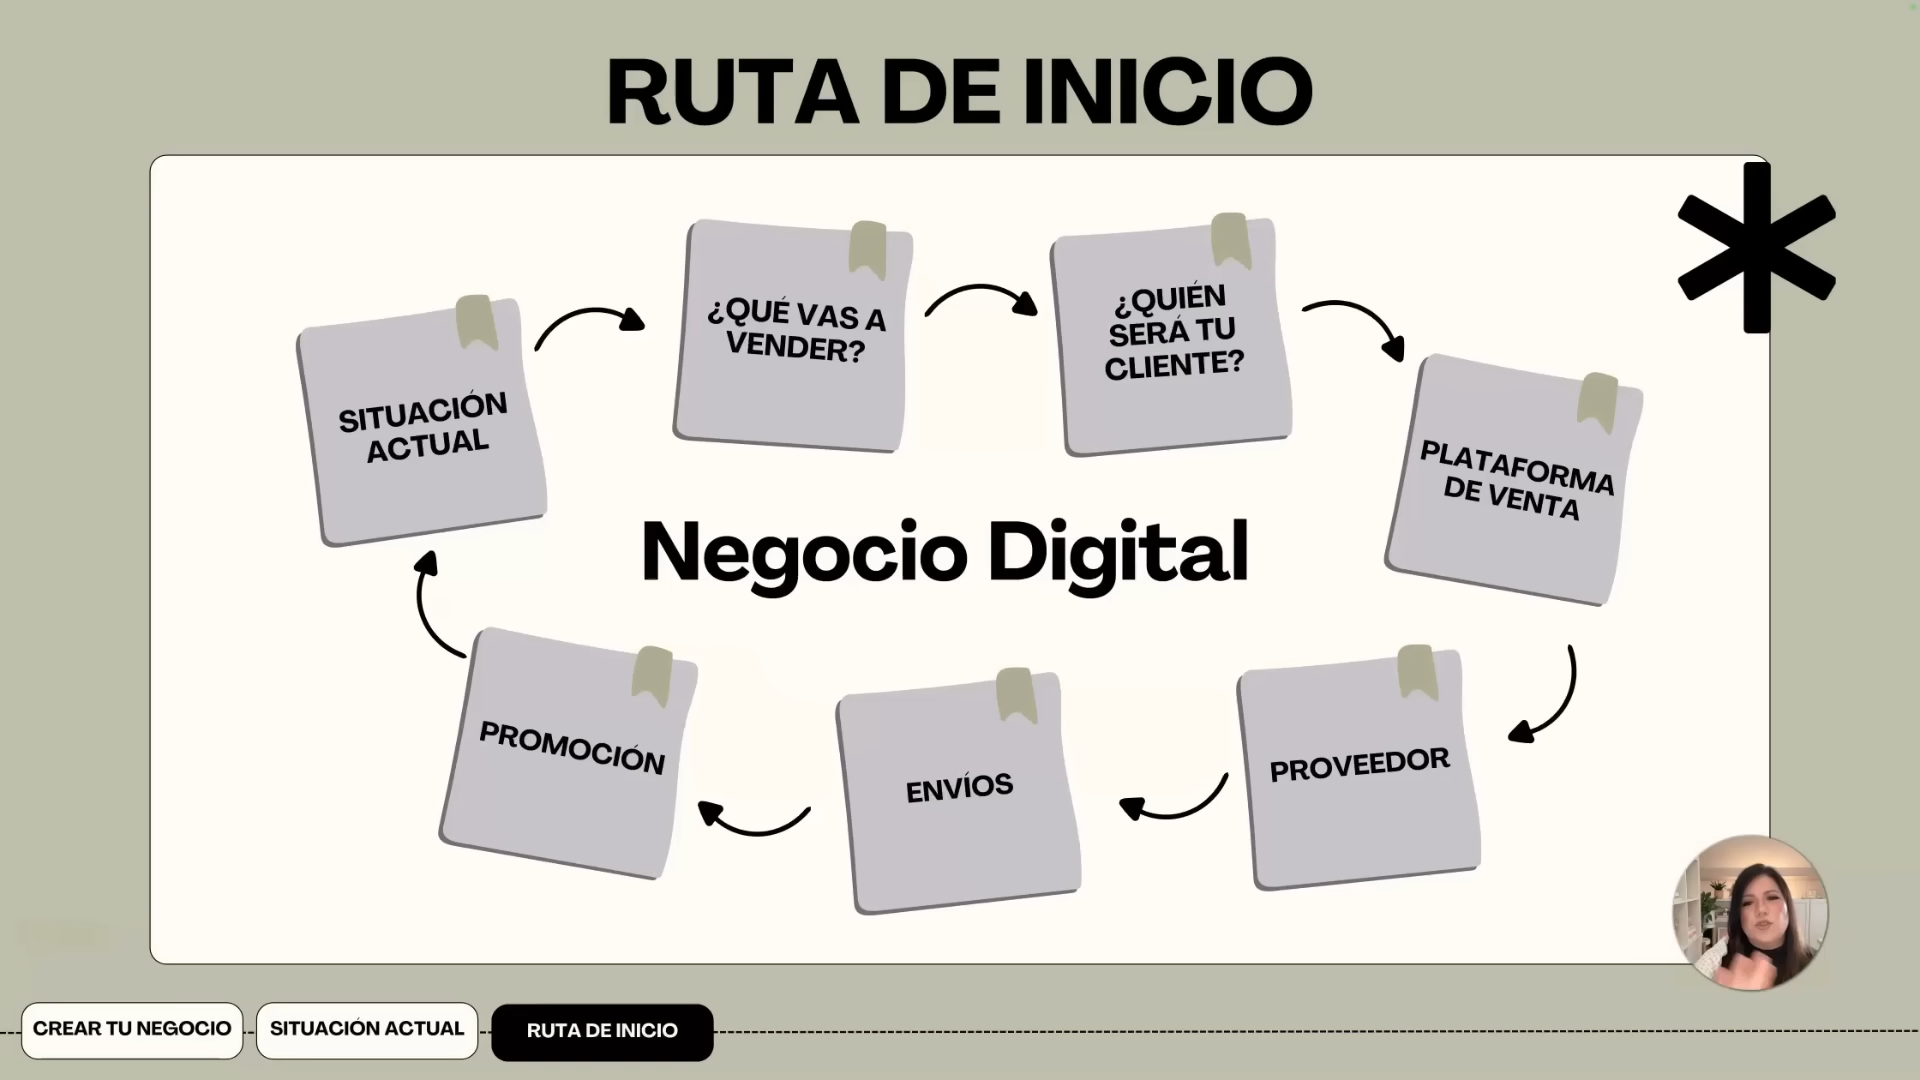 RUTA DE INICIO
SITUACIÓN
ACTUAL
¿QUÉ VAS A
VENDER?
¿QUIÉN
SERÁ TU
CLIENTE?
PLATAFORMA
DE VENTA
Negocio Digital
PROVEEDOR
ENVÍOS
PROMOCIÓN
CREAR TU NEGOCIO
SITUACIÓN ACTUAL
RUTA DE INICIO